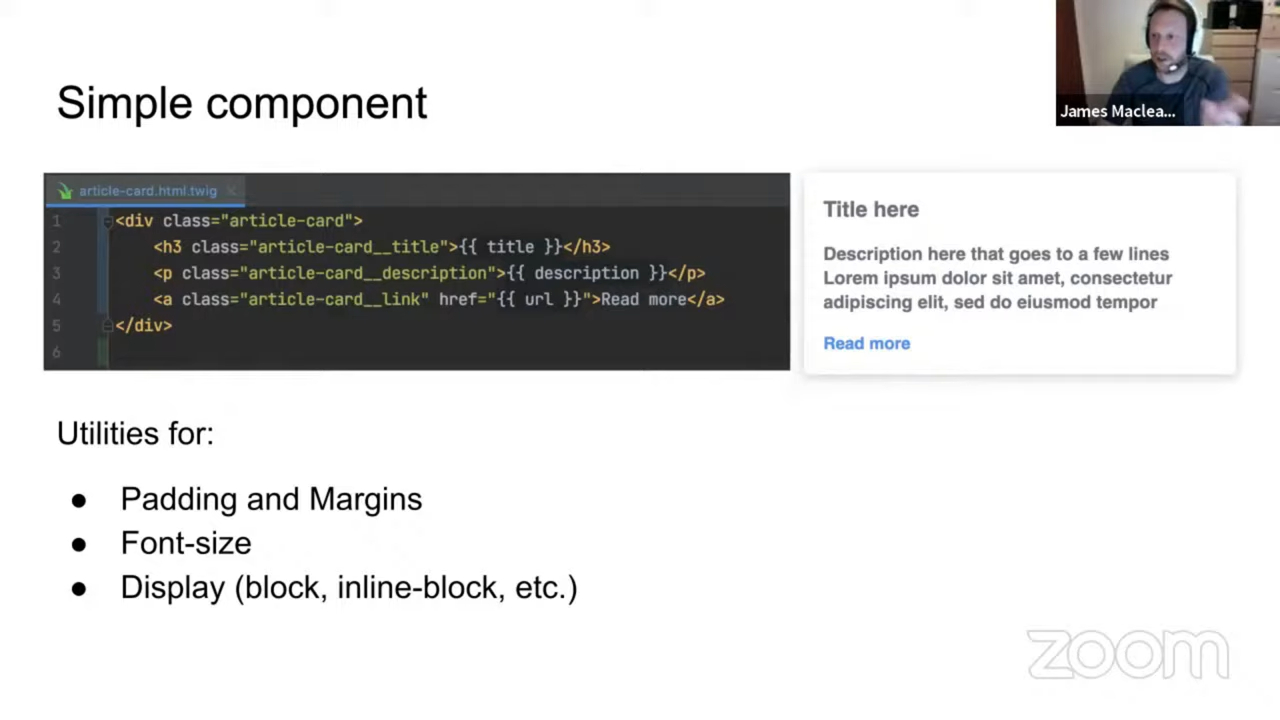 Simple component
James Maclea...
article-card.html.twig
1 <div class="article-card">
2 <h3 class="article-card__title">{{ title }}</h3>
3 <p class="article-card__description">{{ description }}</p>
4 <a class="article-card__link" href="{{ url }}">Read more</a>
5 </div>
6
Title here
Description here that goes to a few lines
Lorem ipsum dolor sit amet, consectetur
adipiscing elit, sed do eiusmod tempor
Read more
Utilities for:
● Padding and Margins
● Font-size
● Display (block, inline-block, etc.)
zoom